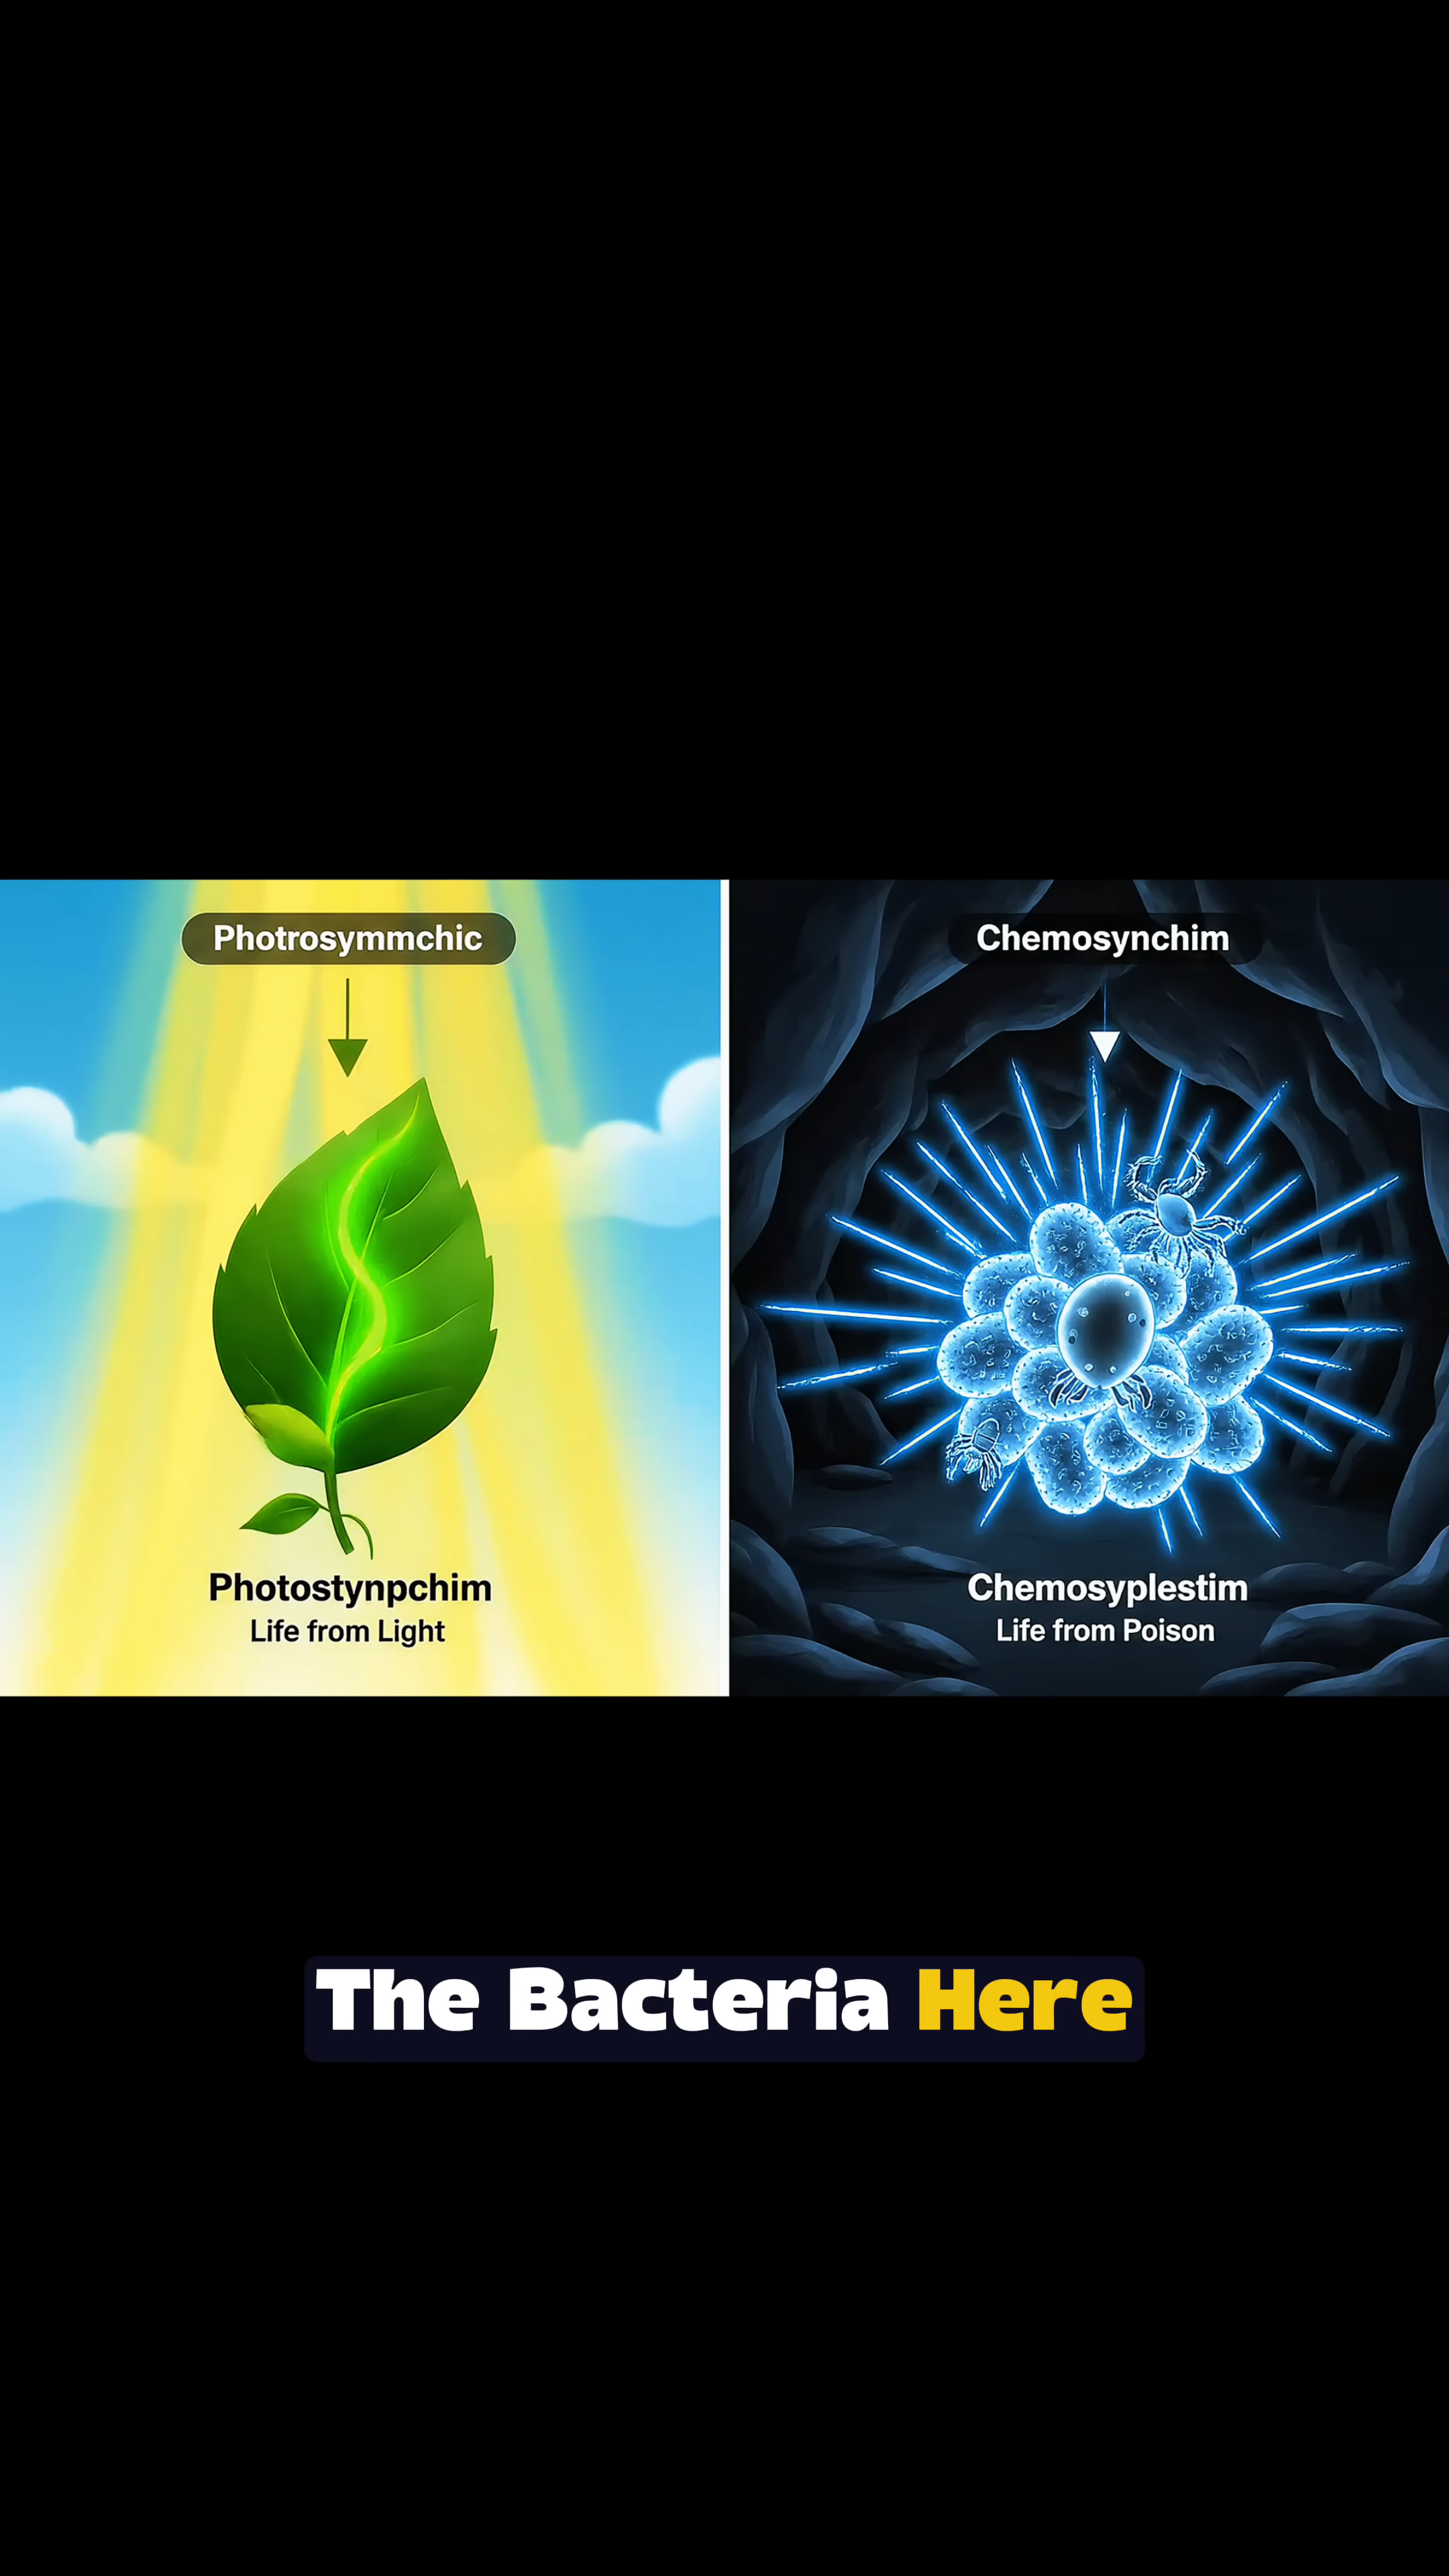 Photrosymmchic
Chemosynchim
Photostynpchim
Life from Light
Chemosyplestim
Life from Poison
The Bacteria Here